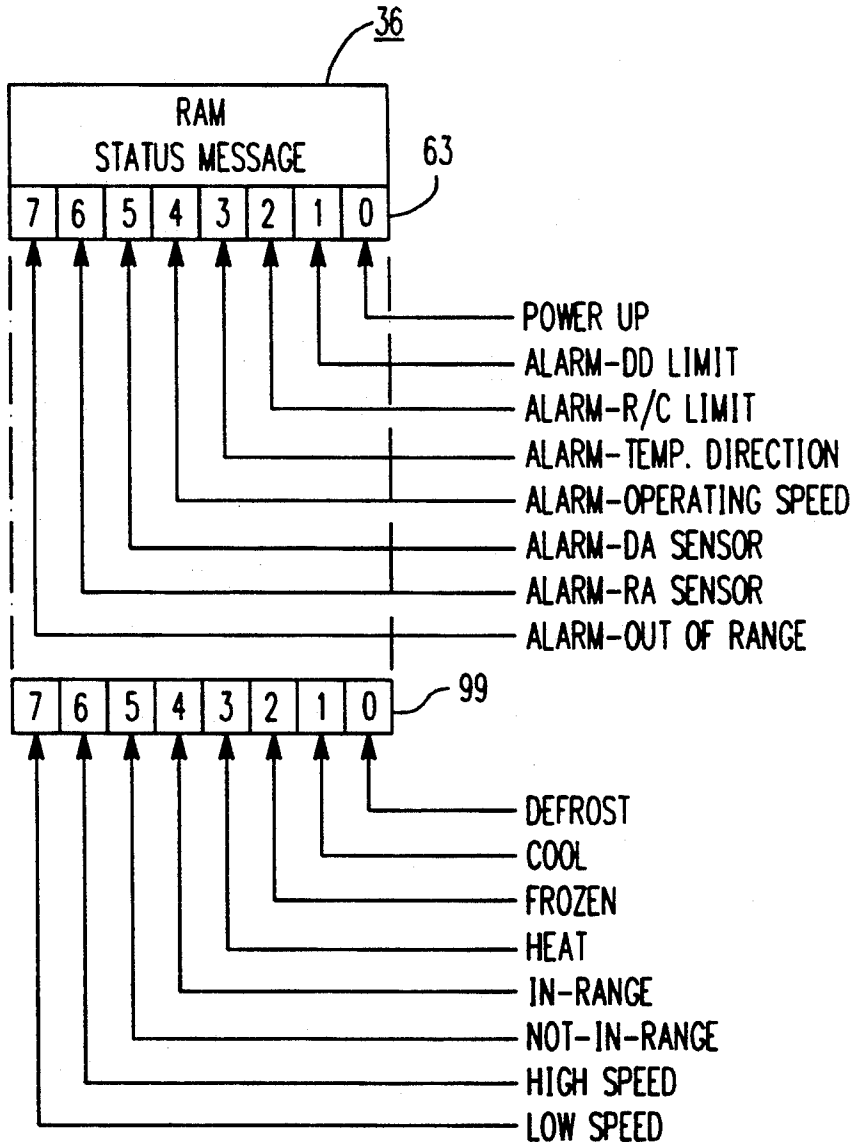 36
RAM
STATUS MESSAGE
63
7 6 5 4 3 2 1 0
POWER UP
ALARM-DD LIMIT
ALARM-R/C LIMIT
ALARM-TEMP. DIRECTION
ALARM-OPERATING SPEED
ALARM-DA SENSOR
ALARM-RA SENSOR
ALARM-OUT OF RANGE
99
7 6 5 4 3 2 1 0
DEFROST
COOL
FROZEN
HEAT
IN-RANGE
NOT-IN-RANGE
HIGH SPEED
LOW SPEED